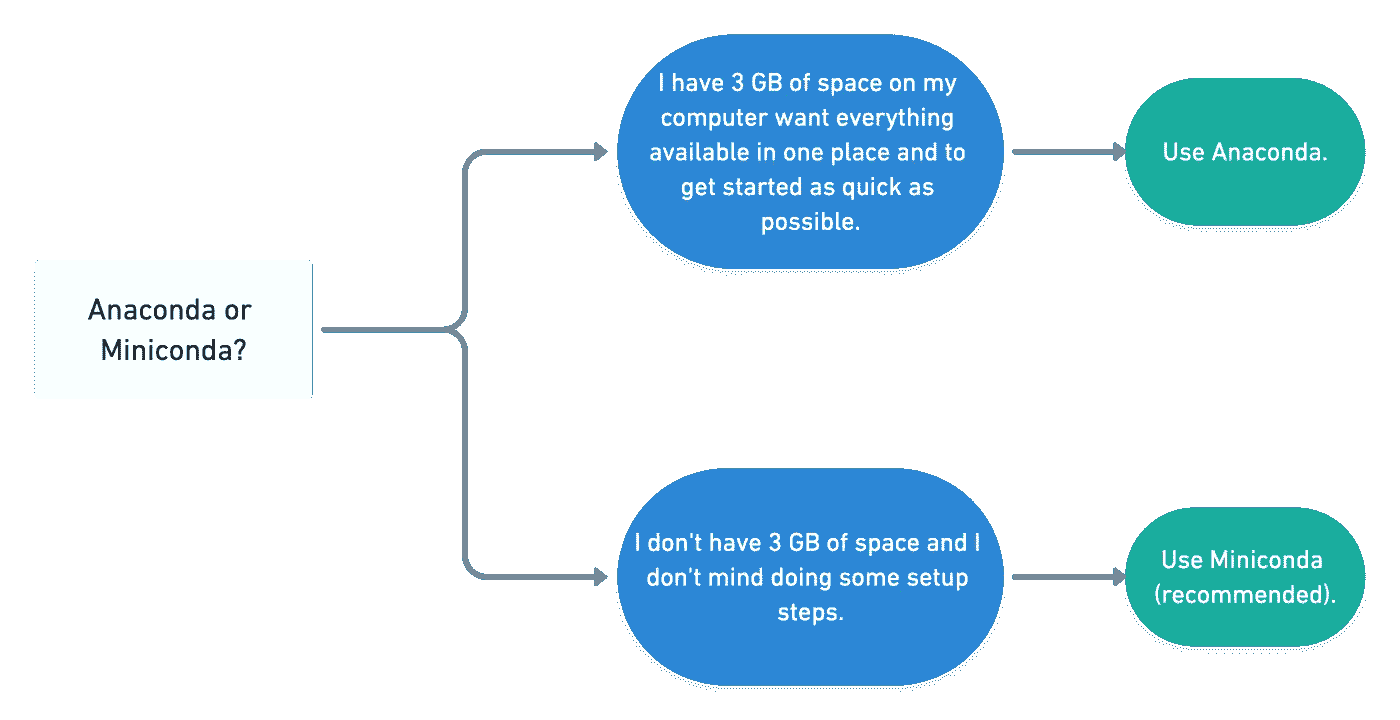 Anaconda or
Miniconda?
I have 3 GB of space on my
computer want everything
available in one place and to
get started as quick as
possible.
Use Anaconda.
I don't have 3 GB of space and I
don't mind doing some setup
steps.
Use Miniconda
(recommended).